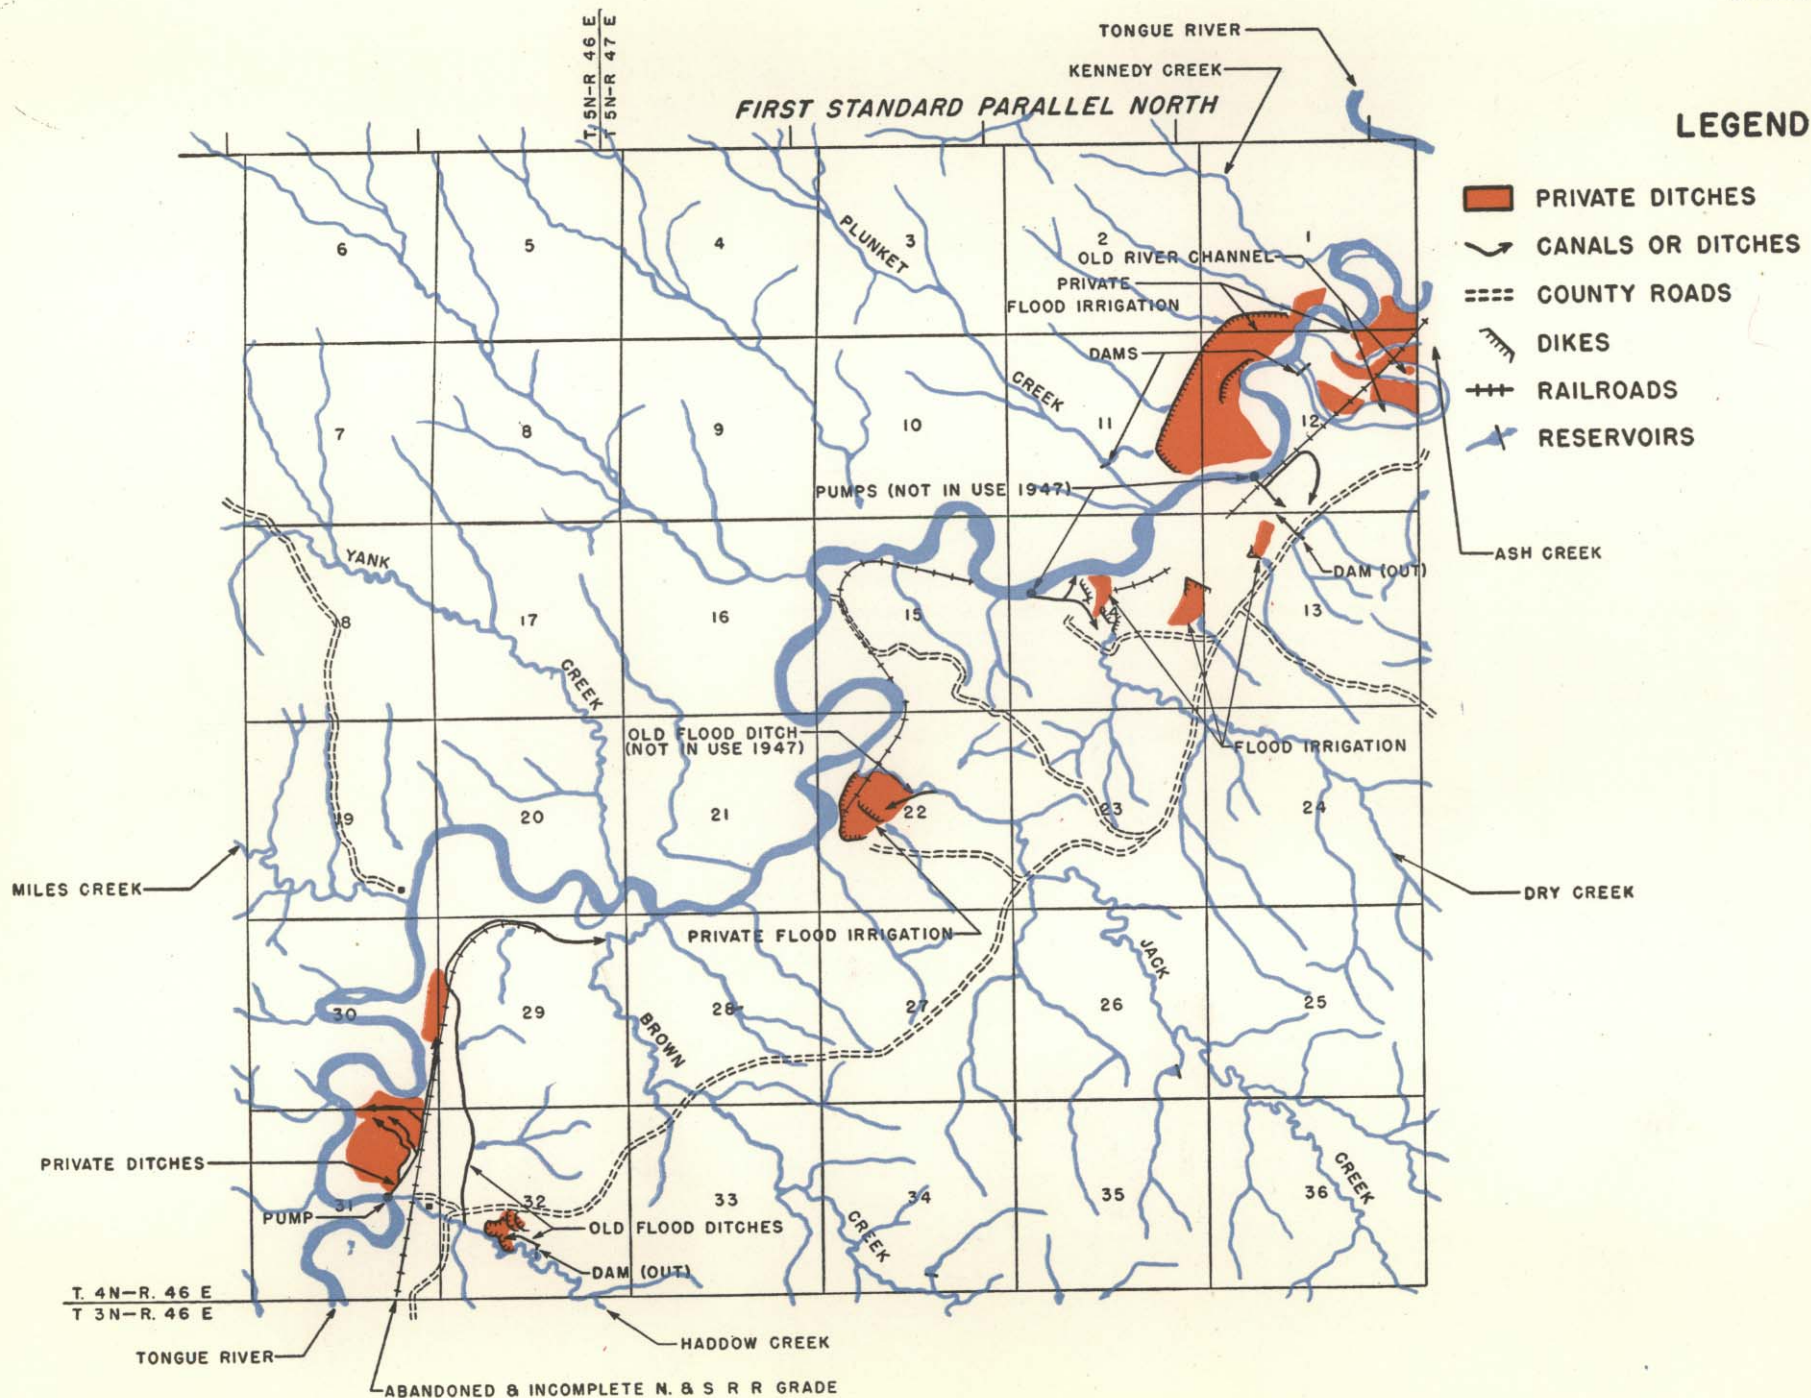 T. 5N-R 46 E
T 5N-R 47 E
TONGUE RIVER
KENNEDY CREEK
FIRST STANDARD PARALLEL NORTH
LEGEND
PRIVATE DITCHES
CANALS OR DITCHES
COUNTY ROADS
DIKES
RAILROADS
RESERVOIRS
6
5
4
PLUNKET
3
2
1
OLD RIVER CHANNEL
PRIVATE
FLOOD IRRIGATION
DAMS
CREEK
7
8
9
10
11
12
PUMPS (NOT IN USE 1947)
ASH CREEK
DAM (OUT)
YANK
18
17
16
15
13
CREEK
OLD FLOOD DITCH
(NOT IN USE 1947)
FLOOD IRRIGATION
19
20
21
22
23
24
MILES CREEK
DRY CREEK
PRIVATE FLOOD IRRIGATION
JACK
30
29
28
27
26
25
BROWN
PRIVATE DITCHES
CREEK
31
32
33
34
35
36
PUMP
CREEK
OLD FLOOD DITCHES
DAM (OUT)
T. 4N-R. 46 E
T 3N-R. 46 E
HADDOW CREEK
TONGUE RIVER
ABANDONED & INCOMPLETE N. & S R R GRADE